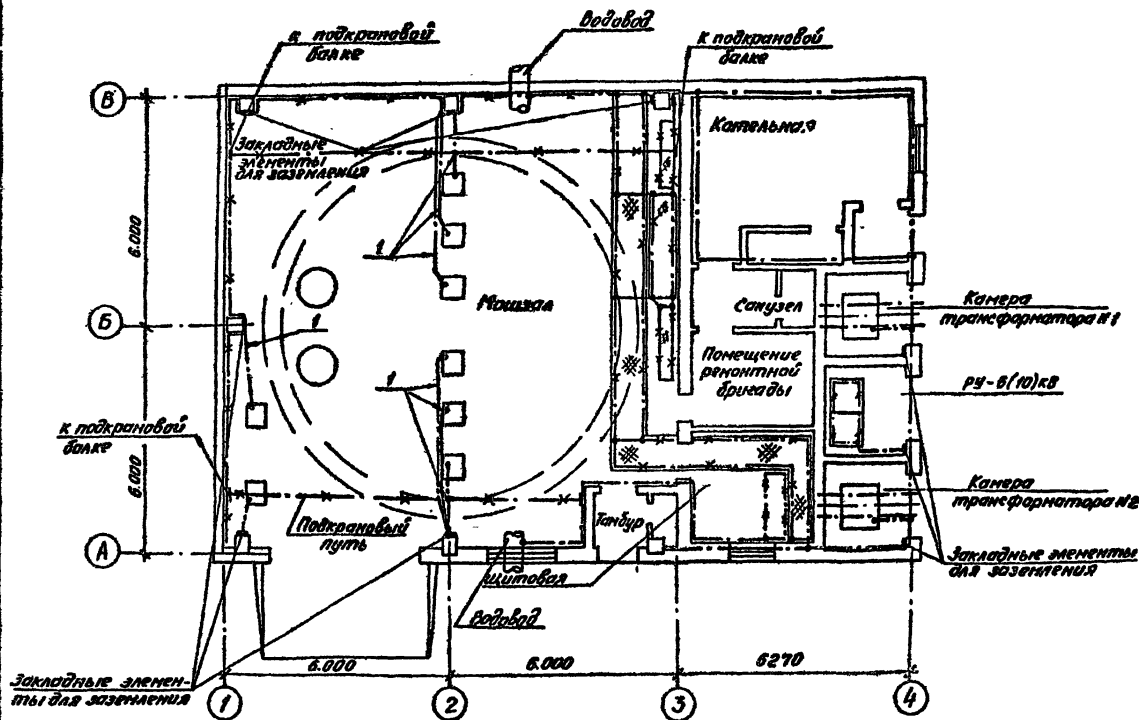 к подкрановой
балке
Водовод
к подкрановой
балке
В
Закладные
элементы
для заземления
Котельная
6.000
1
Машзал
Санузел
Камера
трансформатора №1
Б
1
Помещение
ремонтной
бригады
РУ-6(10)кВ
1
к подкрановой
балке
6.000
Камера
трансформатора №2
Подкрановый
путь
Тамбур
А
Щитовая
Закладные элементы
для заземления
Водовод
6.000
6.000
6270
Закладные элемен-
ты для заземления
1
2
3
4